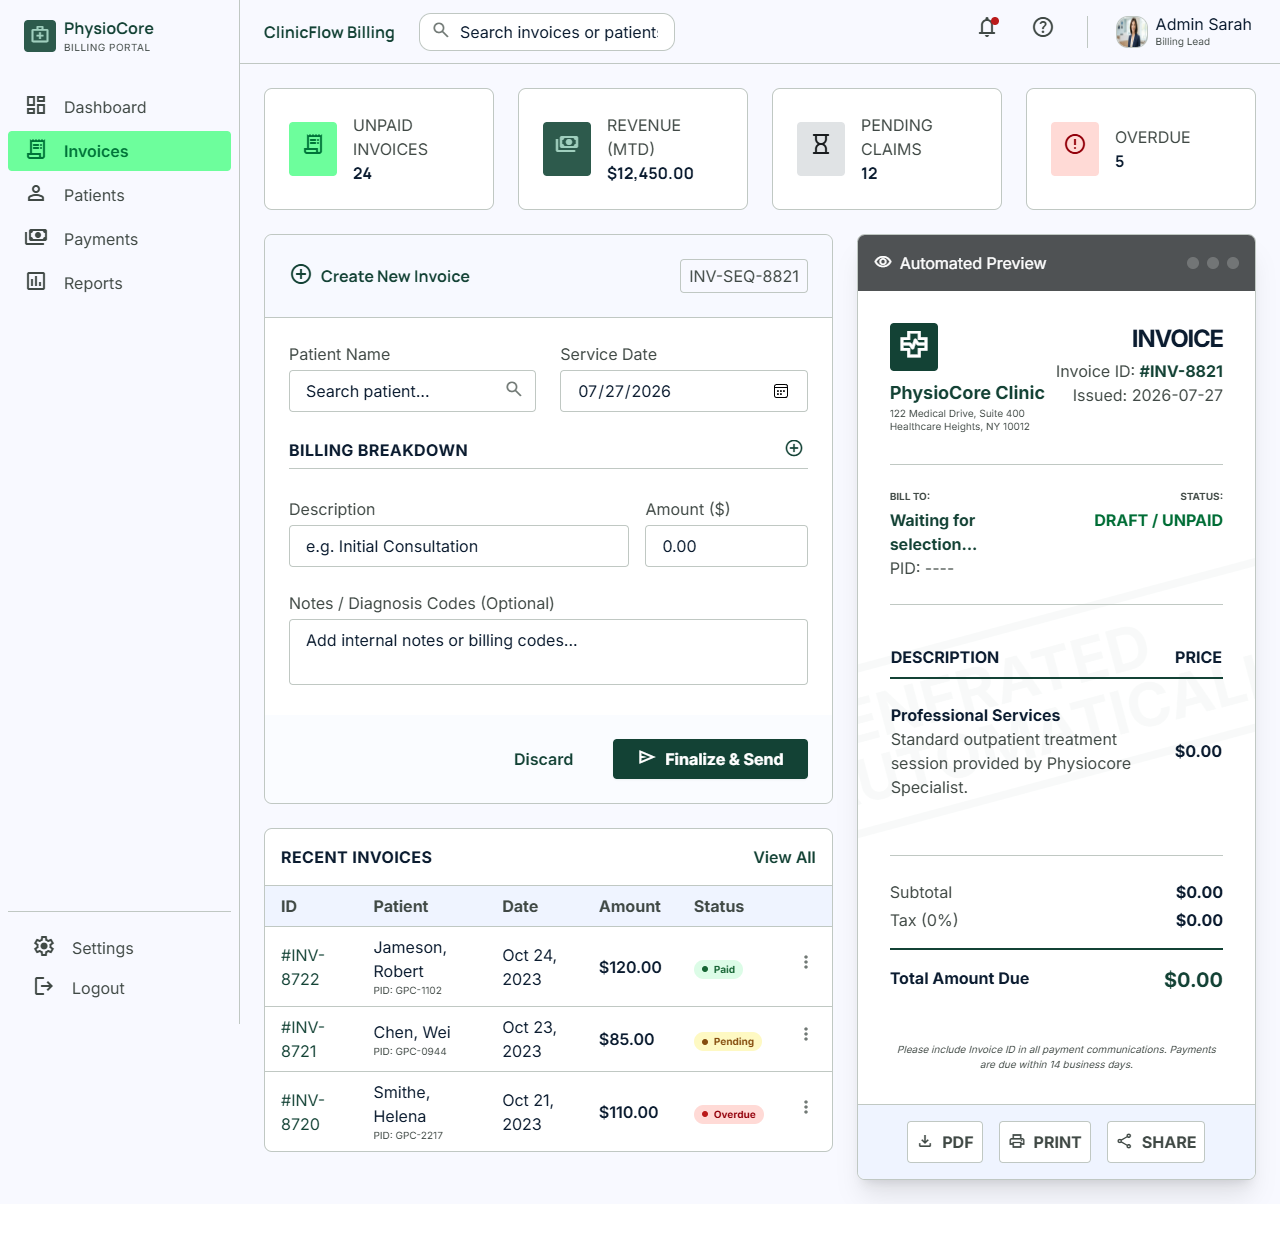 PhysioCore
BILLING PORTAL
Dashboard
Invoices
Patients
Payments
Reports
Settings
Logout
ClinicFlow Billing
Search invoices or patient
Admin Sarah
Billing Lead
UNPAID
INVOICES
24
REVENUE
(MTD)
$12,450.00
PENDING
CLAIMS
12
OVERDUE
5
Create New Invoice
INV-SEQ-8821
Patient Name
Service Date
Search patient...
07/27/2026
BILLING BREAKDOWN
Description
Amount ($)
e.g. Initial Consultation
0.00
Notes / Diagnosis Codes (Optional)
Add internal notes or billing codes...
Discard
Finalize & Send
RECENT INVOICES
View All
ID Patient Date Amount Status
#INV-
8722
Jameson,
Robert
PID: GPC-1102
Oct 24,
2023
$120.00
Paid
#INV-
8721
Chen, Wei
PID: GPC-0944
Oct 23,
2023
$85.00
Pending
#INV-
8720
Smithe,
Helena
PID: GPC-2217
Oct 21,
2023
$110.00
Overdue
Automated Preview
PhysioCore Clinic
122 Medical Drive, Suite 400
Healthcare Heights, NY 10012
INVOICE
Invoice ID: #INV-8821
Issued: 2026-07-27
BILL TO:
Waiting for
selection...
PID: ----
STATUS:
DRAFT / UNPAID
DESCRIPTION PRICE
Professional Services
Standard outpatient treatment
session provided by Physiocore
Specialist.
$0.00
Subtotal $0.00
Tax (0%) $0.00
Total Amount Due $0.00
Please include Invoice ID in all payment communications. Payments
are due within 14 business days.
PDF
PRINT
SHARE